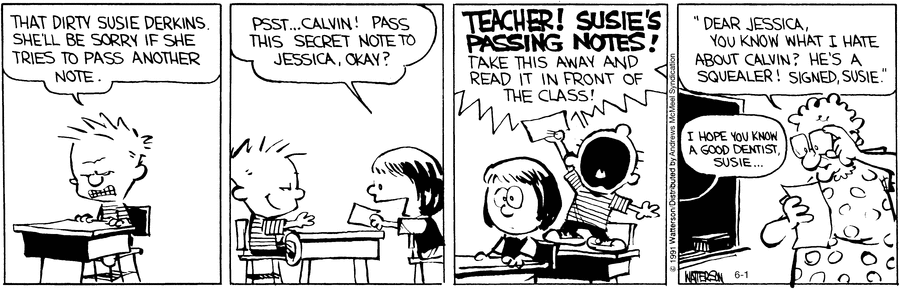 THAT DIRTY SUSIE DERKINS.
SHE'LL BE SORRY IF SHE
TRIES TO PASS ANOTHER
NOTE.
PSST...CALVIN! PASS
THIS SECRET NOTE TO
JESSICA, OKAY?
TEACHER! SUSIE'S
PASSING NOTES!
TAKE THIS AWAY AND
READ IT IN FRONT OF
THE CLASS!
© 1991 Watterson/Distributed by Andrews McMeel Syndication
"DEAR JESSICA,
YOU KNOW WHAT I HATE
ABOUT CALVIN? HE'S A
SQUEALER! SIGNED, SUSIE."
I HOPE YOU KNOW
A GOOD DENTIST,
SUSIE...
WATTERSON 6-1